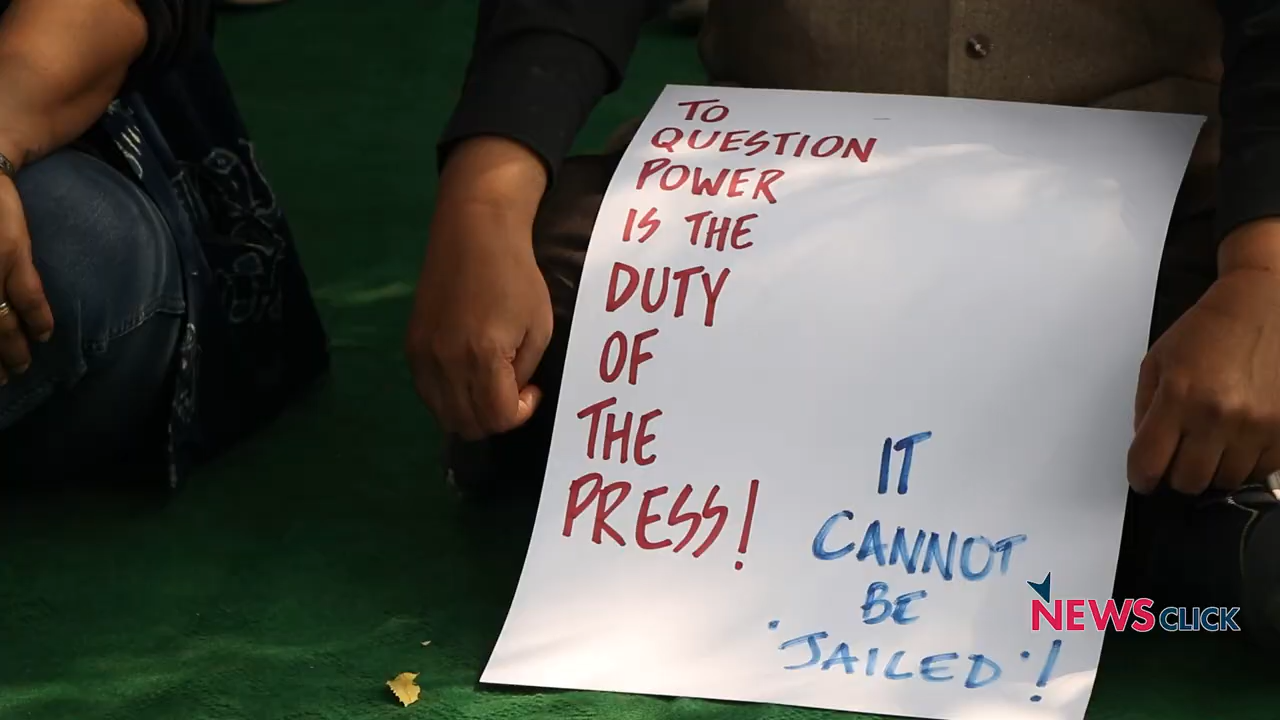 TO
QUESTION
POWER
IS THE
DUTY
OF
THE
PRESS!
IT
CANNOT
BE
'JAILED'!
NEWSCLICK